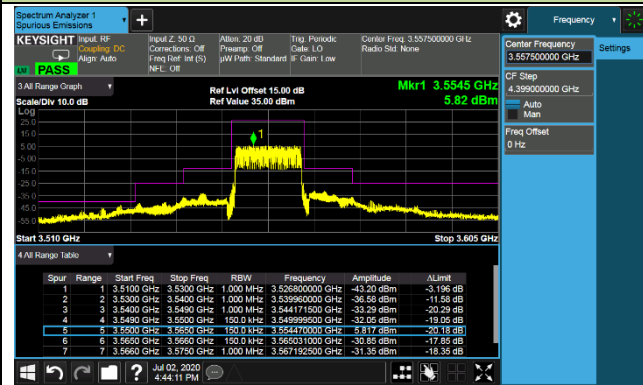 Spectrum Analyzer 1
Spurious Emissions
Frequency
KEYSIGHT
Input: RF
Coupling: DC
Align: Auto
Input Z: 50 Ω
Corrections: Off
Freq Ref: Int (S)
NFE: Off
Atten: 20 dB
Preamp: Off
µW Path: Standard
Trig: Periodic
Gate: LO
IF Gain: Low
Center Freq: 3.557500000 GHz
Radio Std: None
PASS
Center Frequency
3.557500000 GHz
Settings
CF Step
4.399000000 GHz
Auto
Man
Freq Offset
0 Hz
3 All Range Graph
Scale/Div 10.0 dB
Ref Lvl Offset 15.00 dB
Ref Value 35.00 dBm
Mkr1 3.5545 GHz
5.82 dBm
Log
25.0
15.0
5.00
-5.00
-15.0
-25.0
-35.0
-45.0
-55.0
1
Start 3.510 GHz
Stop 3.605 GHz
4 All Range Table
Spur Range Start Freq Stop Freq RBW Frequency Amplitude ΔLimit
1 1 3.5100 GHz 3.5300 GHz 1.000 MHz 3.526800000 GHz -43.20 dBm -3.196 dB
2 2 3.5300 GHz 3.5400 GHz 1.000 MHz 3.539960000 GHz -36.58 dBm -11.58 dB
3 3 3.5400 GHz 3.5490 GHz 1.000 MHz 3.544171500 GHz -33.29 dBm -20.29 dB
4 4 3.5490 GHz 3.5500 GHz 150.0 kHz 3.549999500 GHz -32.05 dBm -19.05 dB
5 5 3.5500 GHz 3.5650 GHz 150.0 kHz 3.554470000 GHz 5.817 dBm -20.18 dB
6 6 3.5650 GHz 3.5660 GHz 150.0 kHz 3.565031000 GHz -30.85 dBm -17.85 dB
7 7 3.5660 GHz 3.5750 GHz 1.000 MHz 3.567192500 GHz -31.35 dBm -18.35 dB
Jul 02, 2020
4:44:11 PM